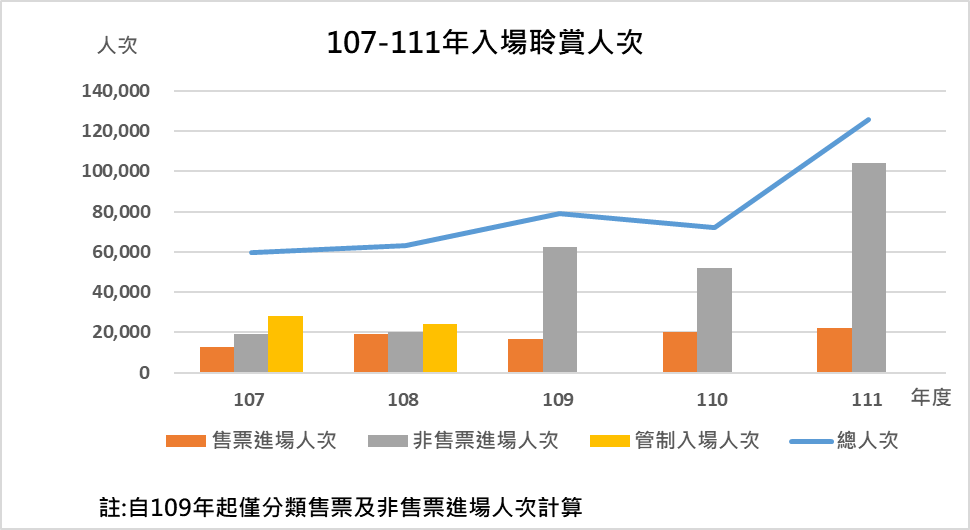 107-111年入場聆賞人次
人次
140,000
120,000
100,000
80,000
60,000
40,000
20,000
0
107 108 109 110 111 年度
售票進場人次 非售票進場人次 管制入場人次 總人次
註:自109年起僅分類售票及非售票進場人次計算